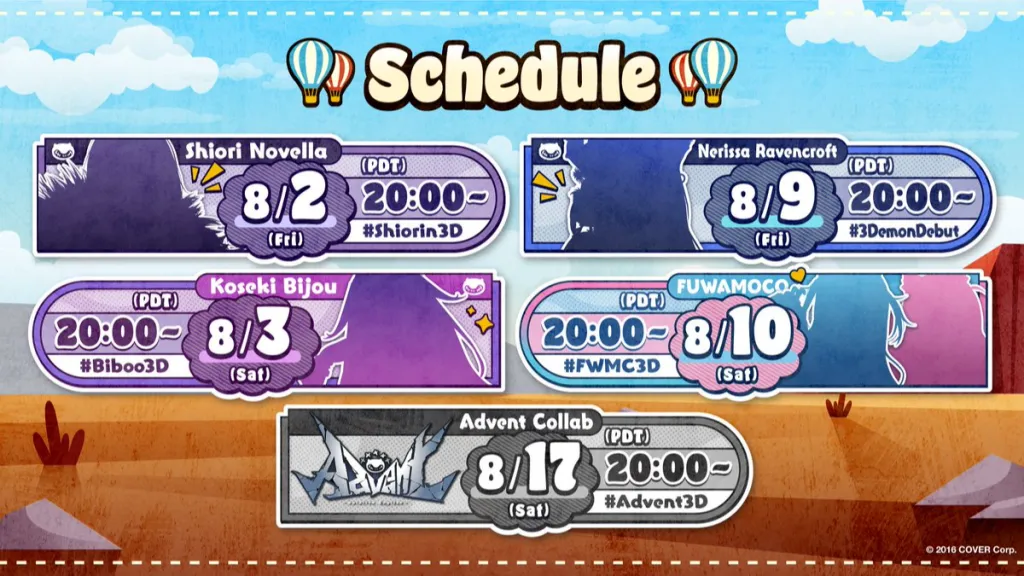 Schedule
Shiori Novella
8/2
(Fri)
(PDT)
20:00~
#Shiorin3D
Nerissa Ravencroft
8/9
(Fri)
(PDT)
20:00~
#3DemonDebut
Koseki Bijou
(PDT)
20:00~
#Biboo3D
8/3
(Sat)
FUWAMOCO
(PDT)
20:00~
#FWMC3D
8/10
(Sat)
Advent Collab
Advent
8/17
(Sat)
(PDT)
20:00~
#Advent3D
© 2016 COVER Corp.